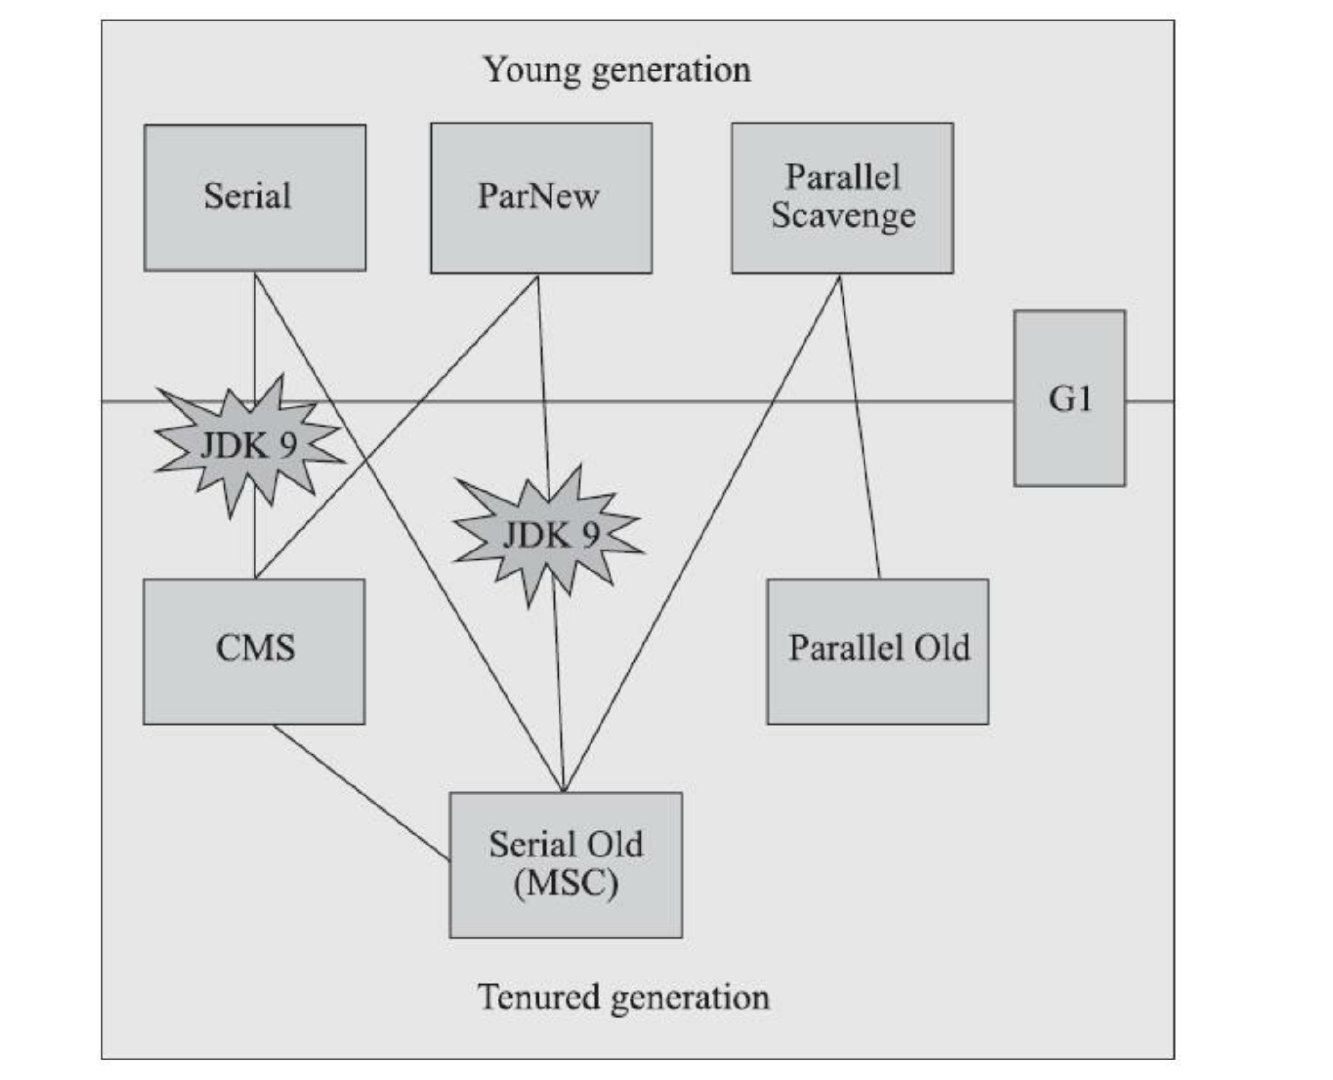 Young generation
Serial
ParNew
Parallel
Scavenge
G1
JDK 9
JDK 9
CMS
Parallel Old
Serial Old
(MSC)
Tenured generation